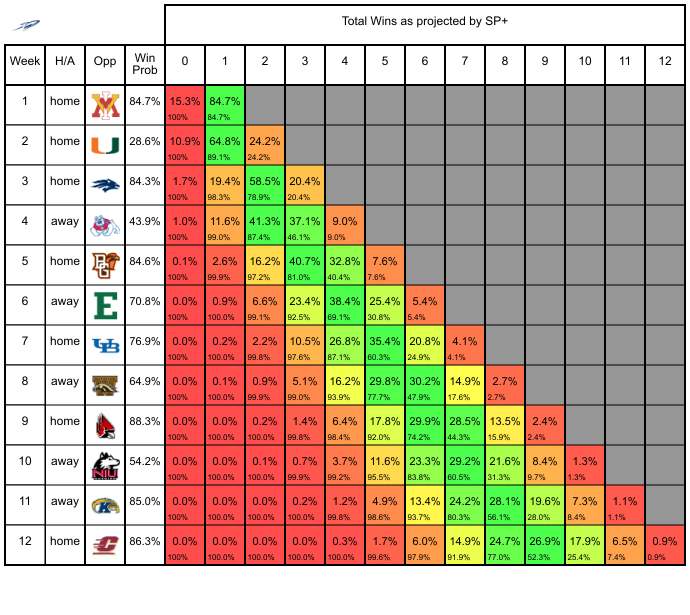 Total Wins as projected by SP+
Week H/A Opp Win Prob 0 1 2 3 4 5 6 7 8 9 10 11 12
1 home 84.7% 15.3% 84.7%
100% 84.7%
2 home 28.6% 10.9% 64.8% 24.2%
100% 89.1% 24.2%
3 home 84.3% 1.7% 19.4% 58.5% 20.4%
100% 98.3% 78.9% 20.4%
4 away 43.9% 1.0% 11.6% 41.3% 37.1% 9.0%
100% 99.0% 87.4% 46.1% 9.0%
5 home 84.6% 0.1% 2.6% 16.2% 40.7% 32.8% 7.6%
100% 99.9% 97.2% 81.0% 40.4% 7.6%
6 away E 70.8% 0.0% 0.9% 6.6% 23.4% 38.4% 25.4% 5.4%
100% 100.0% 99.1% 92.5% 69.1% 30.8% 5.4%
7 home UB 76.9% 0.0% 0.2% 2.2% 10.5% 26.8% 35.4% 20.8% 4.1%
100% 100.0% 99.8% 97.6% 87.1% 60.3% 24.9% 4.1%
8 away 64.9% 0.0% 0.1% 0.9% 5.1% 16.2% 29.8% 30.2% 14.9% 2.7%
100% 100.0% 99.9% 99.0% 93.9% 77.7% 47.9% 17.6% 2.7%
9 home 88.3% 0.0% 0.0% 0.2% 1.4% 6.4% 17.8% 29.9% 28.5% 13.5% 2.4%
100% 100.0% 100.0% 99.8% 98.4% 92.0% 74.2% 44.3% 15.9% 2.4%
10 away NIU 54.2% 0.0% 0.0% 0.1% 0.7% 3.7% 11.6% 23.3% 29.2% 21.6% 8.4% 1.3%
100% 100.0% 100.0% 99.9% 99.2% 95.5% 83.8% 60.5% 31.3% 9.7% 1.3%
11 away K 85.0% 0.0% 0.0% 0.0% 0.2% 1.2% 4.9% 13.4% 24.2% 28.1% 19.6% 7.3% 1.1%
100% 100.0% 100.0% 100.0% 99.8% 98.6% 93.7% 80.3% 56.1% 28.0% 8.4% 1.1%
12 home C 86.3% 0.0% 0.0% 0.0% 0.0% 0.3% 1.7% 6.0% 14.9% 24.7% 26.9% 17.9% 6.5% 0.9%
100% 100.0% 100.0% 100.0% 100.0% 99.6% 97.9% 91.9% 77.0% 52.3% 25.4% 7.4% 0.9%